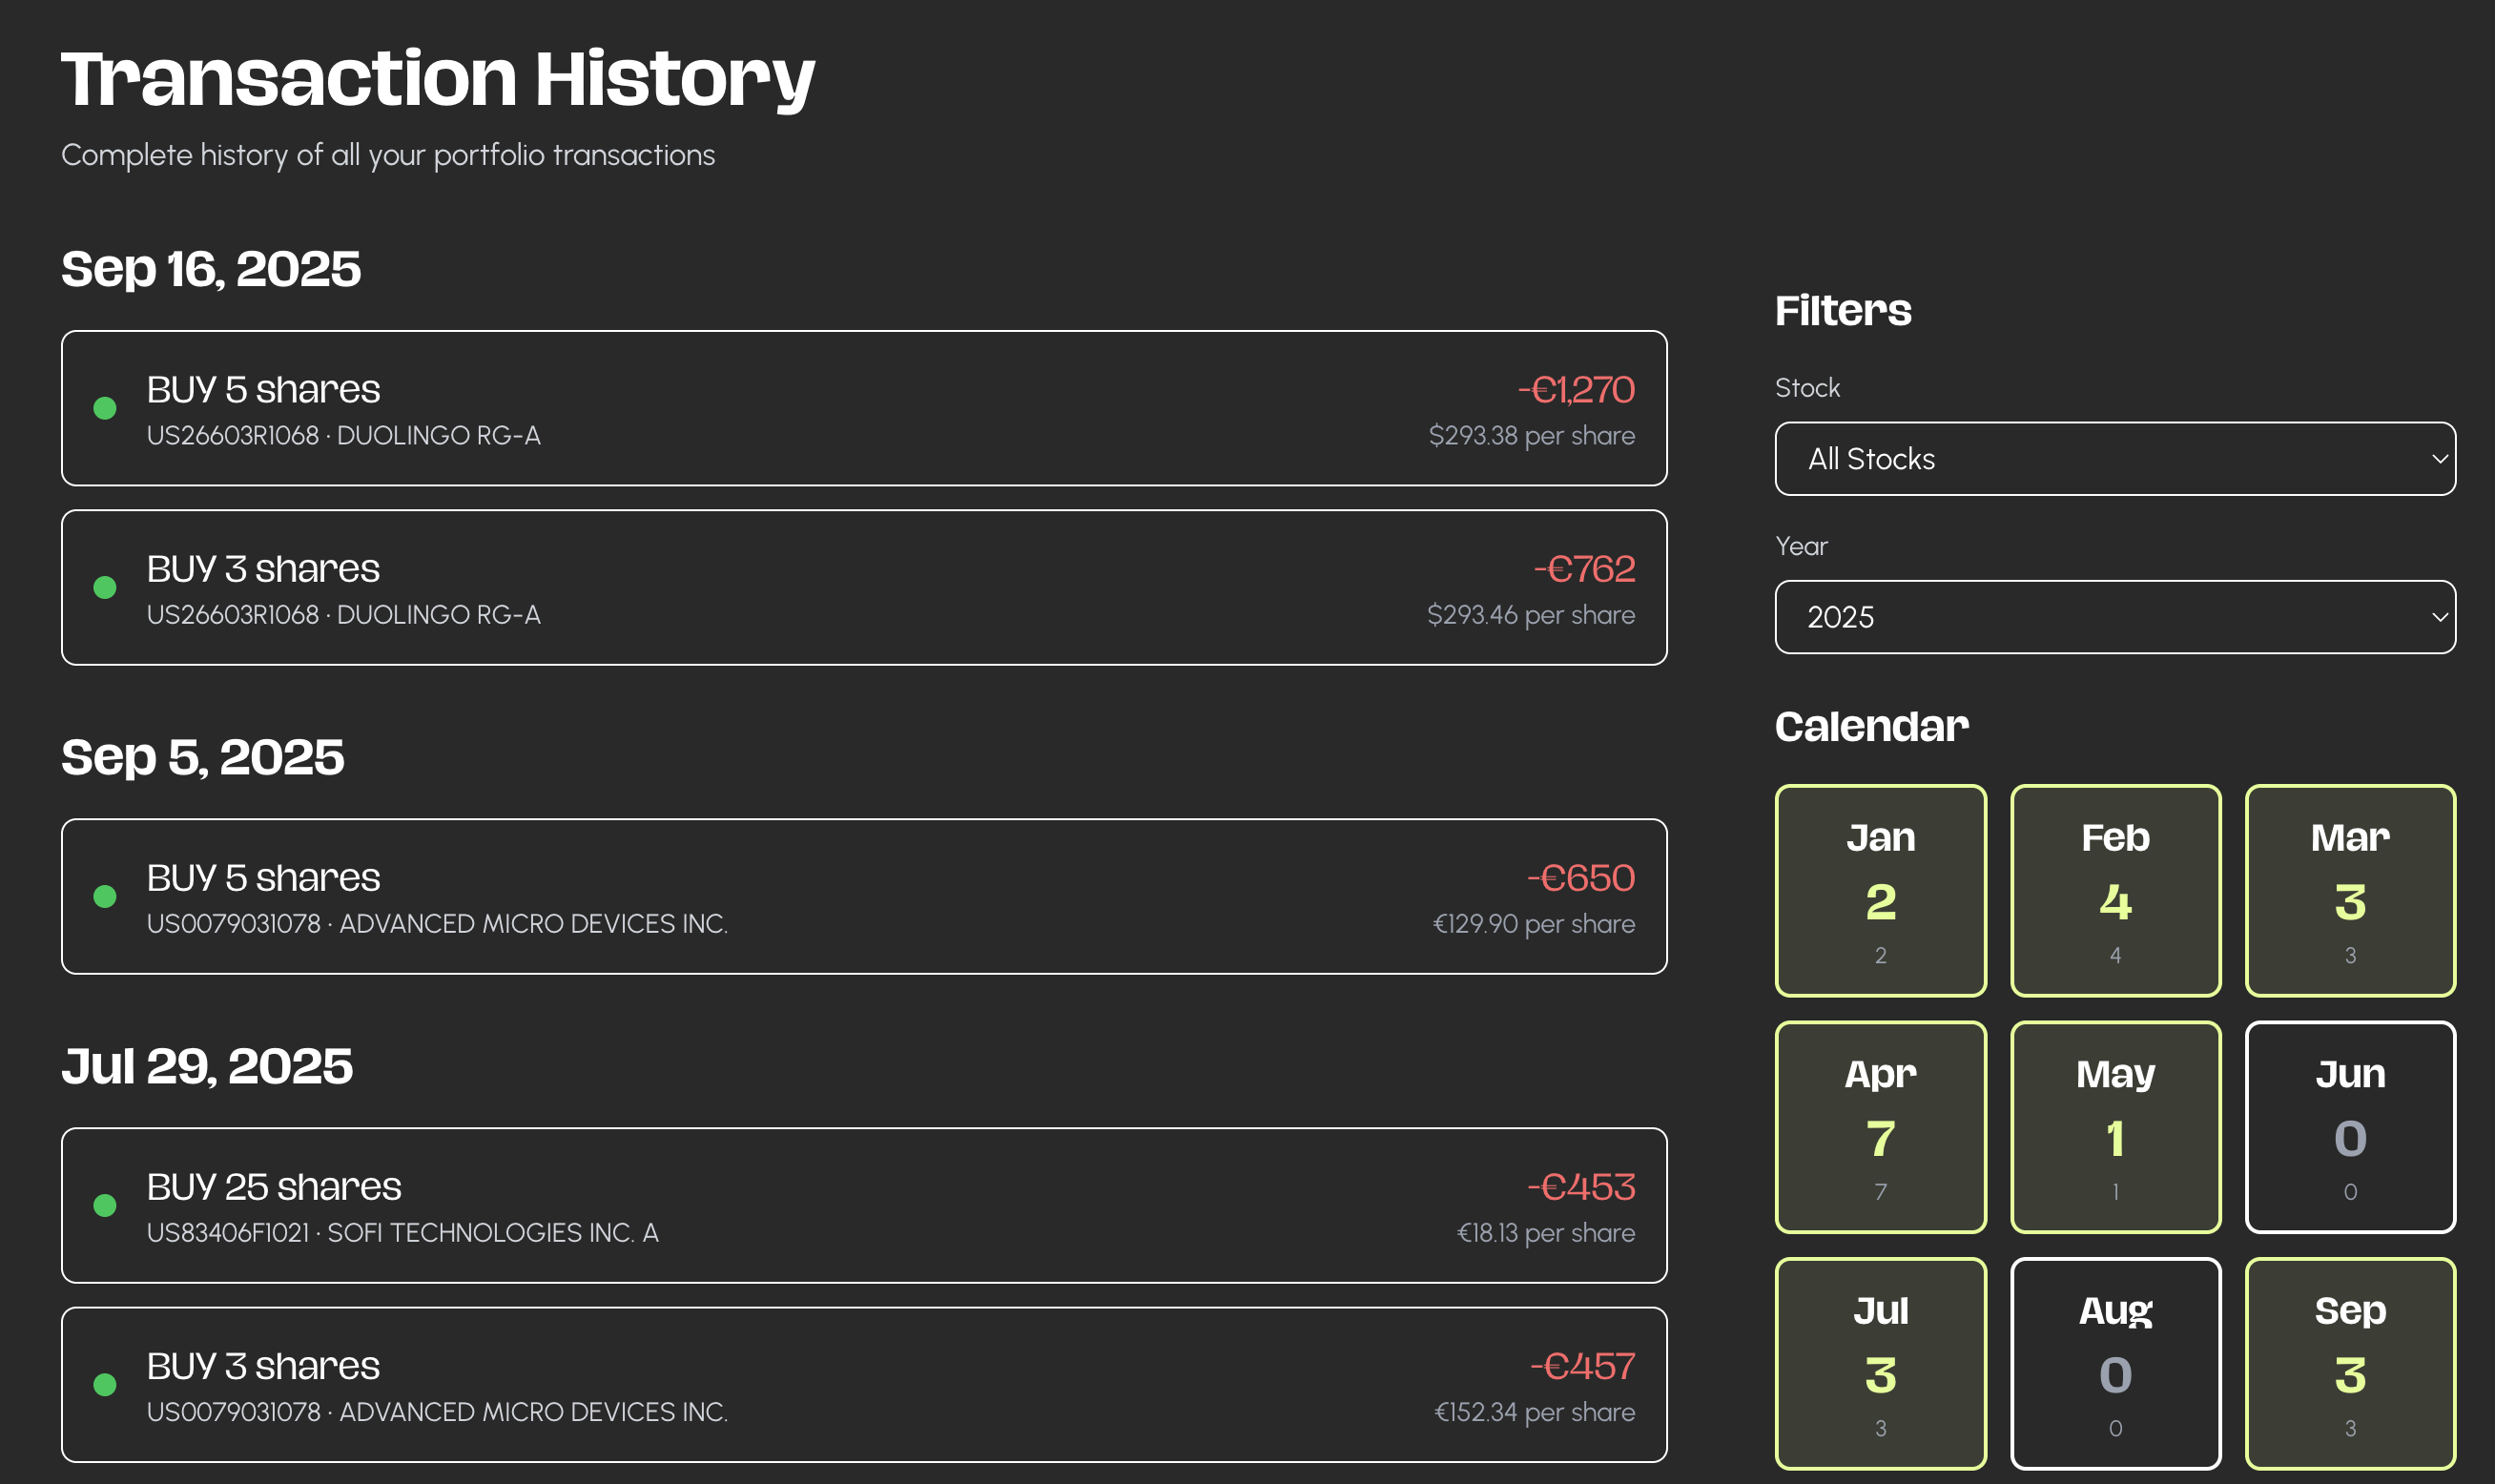 Transaction History
Complete history of all your portfolio transactions
Sep 16, 2025
BUY 5 shares
-€1,270
US26603R1068 · DUOLINGO RG-A
$293.38 per share
BUY 3 shares
-€762
US26603R1068 · DUOLINGO RG-A
$293.46 per share
Sep 5, 2025
BUY 5 shares
-€650
US0079031078 · ADVANCED MICRO DEVICES INC.
€129.90 per share
Jul 29, 2025
BUY 25 shares
-€453
US83406F1021 · SOFI TECHNOLOGIES INC. A
€18.13 per share
BUY 3 shares
-€457
US0079031078 · ADVANCED MICRO DEVICES INC.
€152.34 per share
Filters
Stock
All Stocks
Year
2025
Calendar
Jan
2
2
Feb
4
4
Mar
3
3
Apr
7
7
May
1
1
Jun
0
0
Jul
3
3
Aug
0
0
Sep
3
3